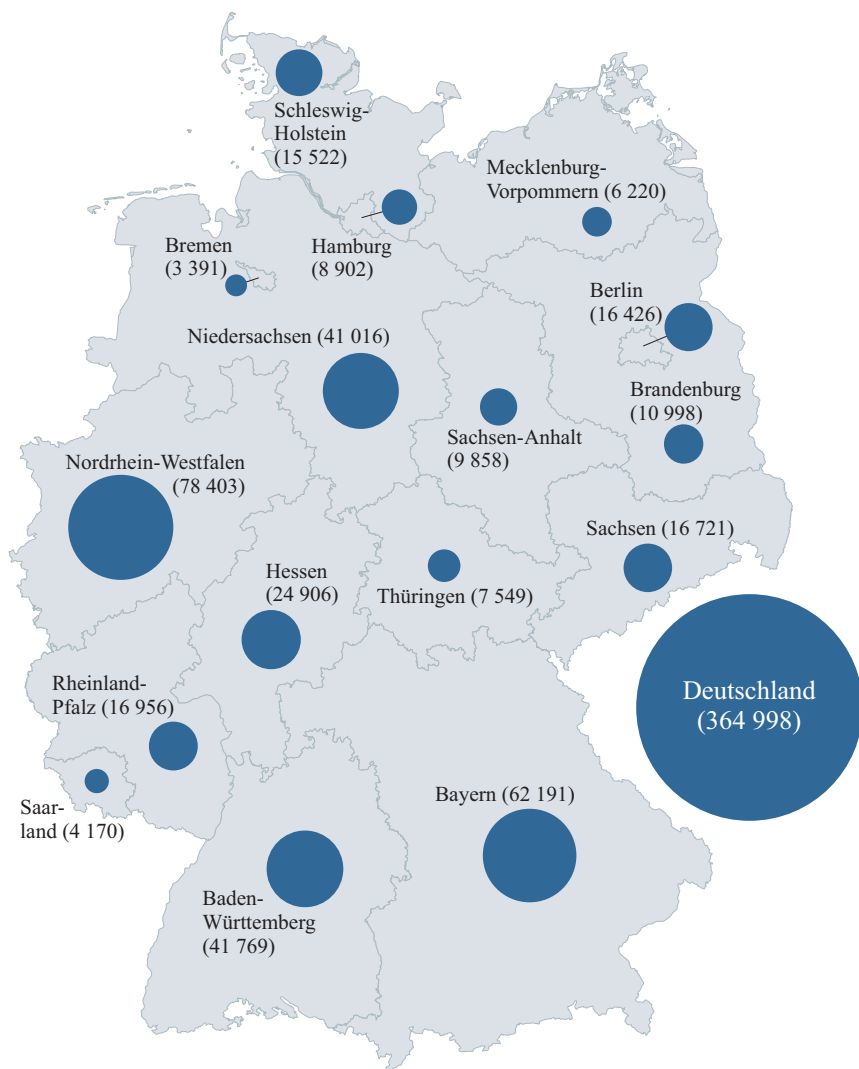 Schleswig-
Holstein
(15 522)
Mecklenburg-
Vorpommern (6 220)
Bremen
(3 391)
Hamburg
(8 902)
Berlin
(16 426)
Niedersachsen (41 016)
Brandenburg
(10 998)
Sachsen-Anhalt
(9 858)
Nordrhein-Westfalen
(78 403)
Sachsen (16 721)
Hessen
(24 906)
Thüringen (7 549)
Rheinland-
Pfalz (16 956)
Deutschland
(364 998)
Saar-
land (4 170)
Bayern (62 191)
Baden-
Württemberg
(41 769)